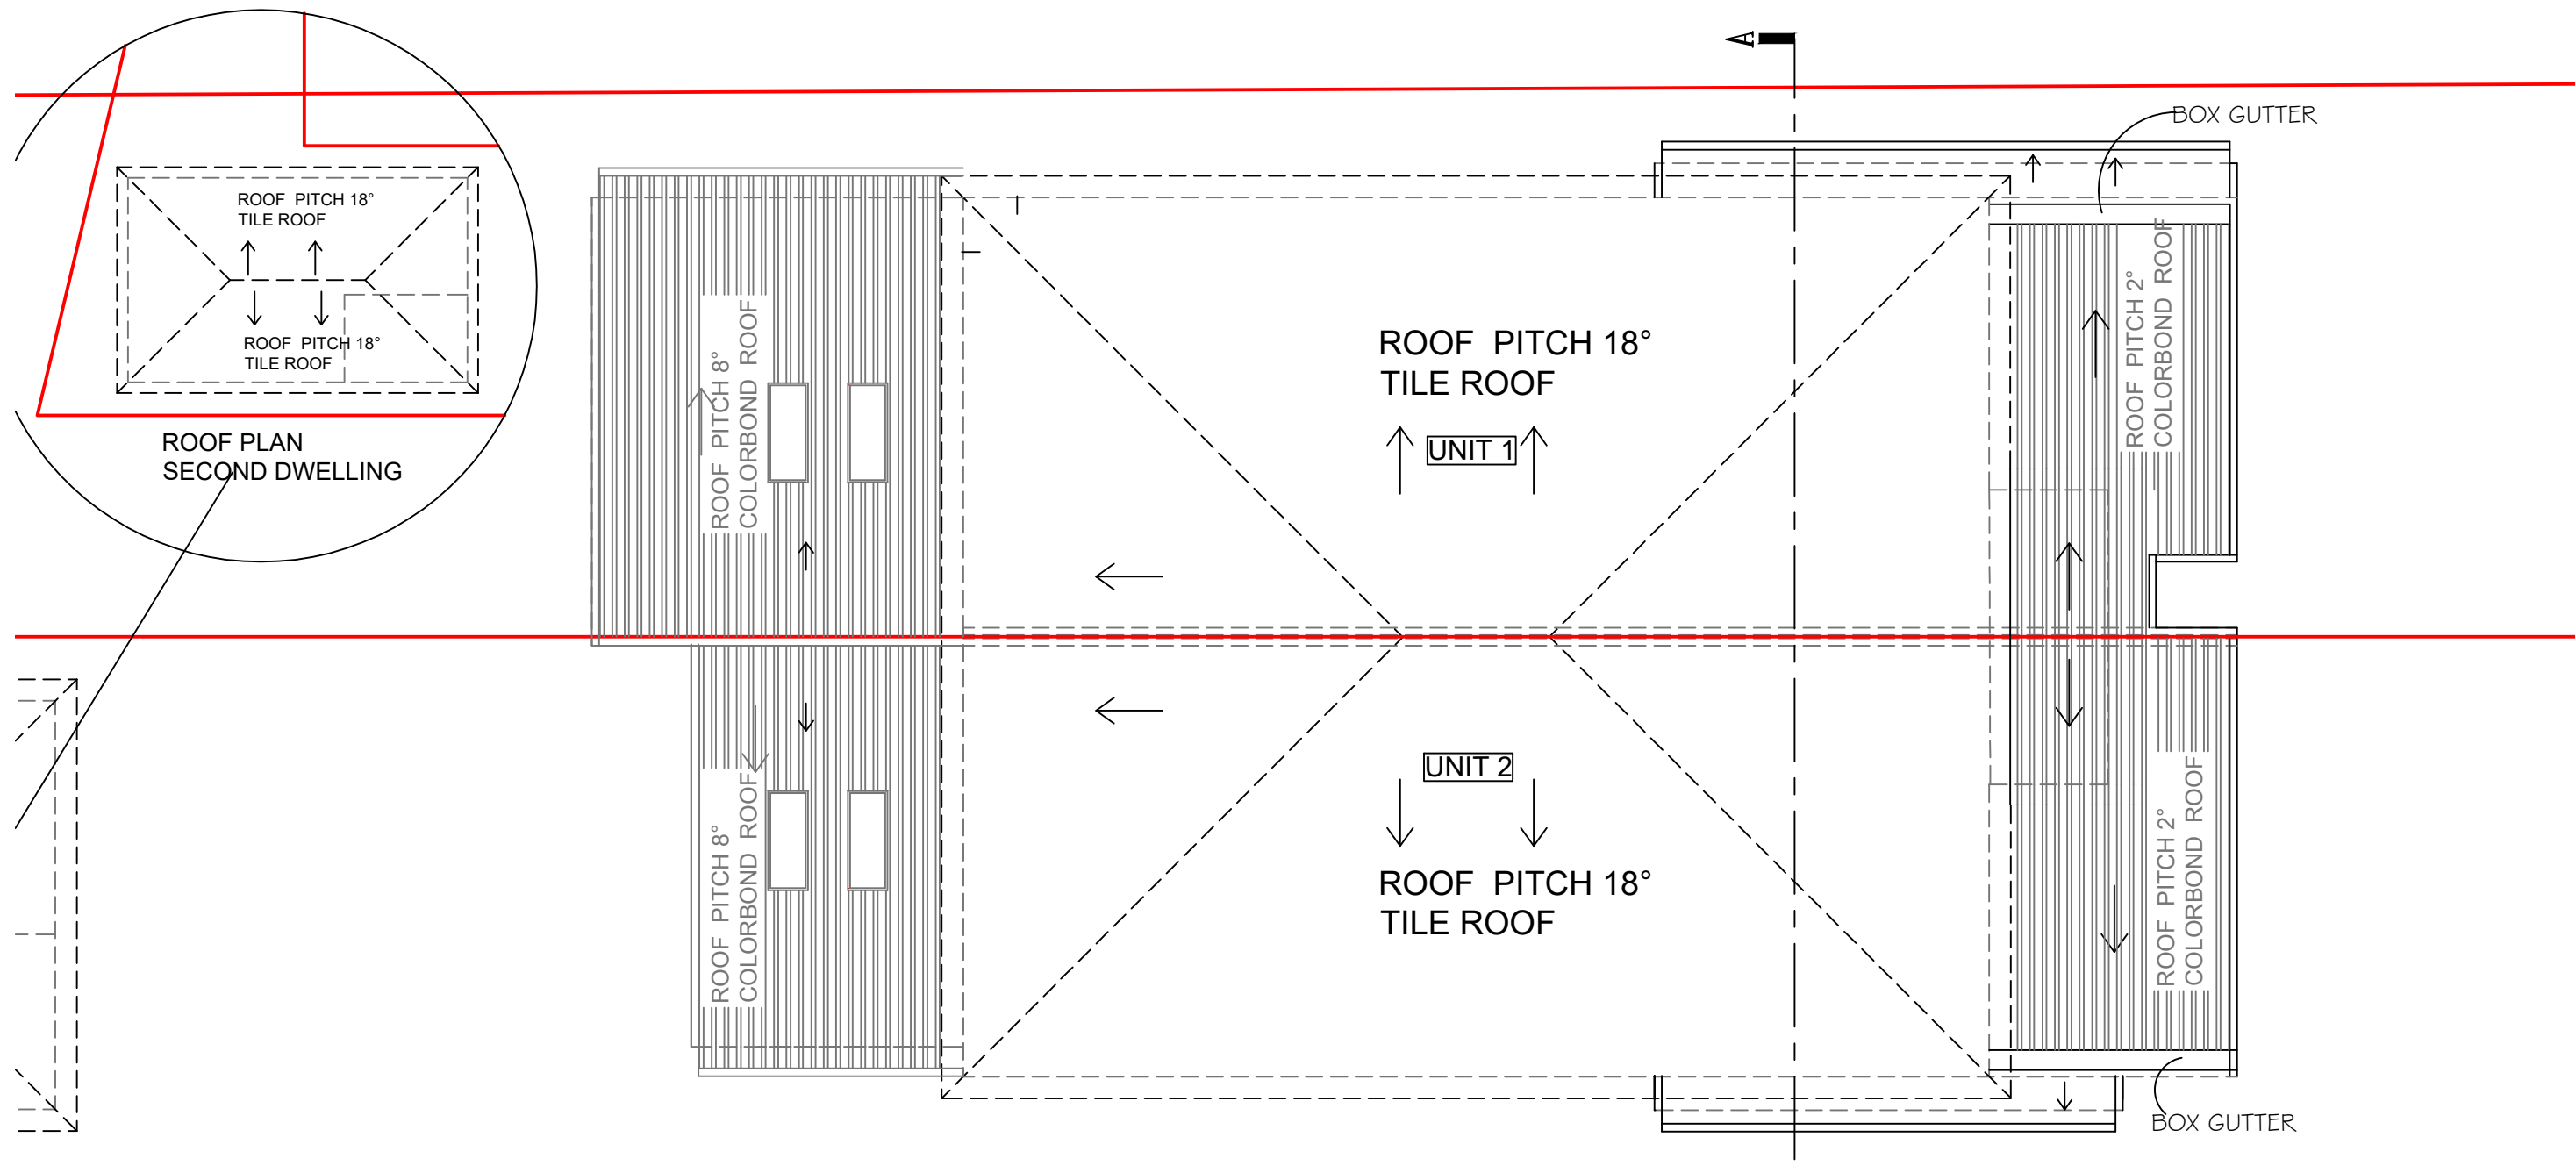 A
BOX GUTTER
ROOF PITCH 18°
TILE ROOF
ROOF PITCH 18°
TILE ROOF
ROOF PLAN
SECOND DWELLING
ROOF PITCH 8°
COLORBOND ROOF
ROOF PITCH 18°
TILE ROOF
UNIT 1
ROOF PITCH 2°
COLORBOND ROOF
ROOF PITCH 8°
COLORBOND ROOF
UNIT 2
ROOF PITCH 18°
TILE ROOF
ROOF PITCH 2°
COLORBOND ROOF
BOX GUTTER